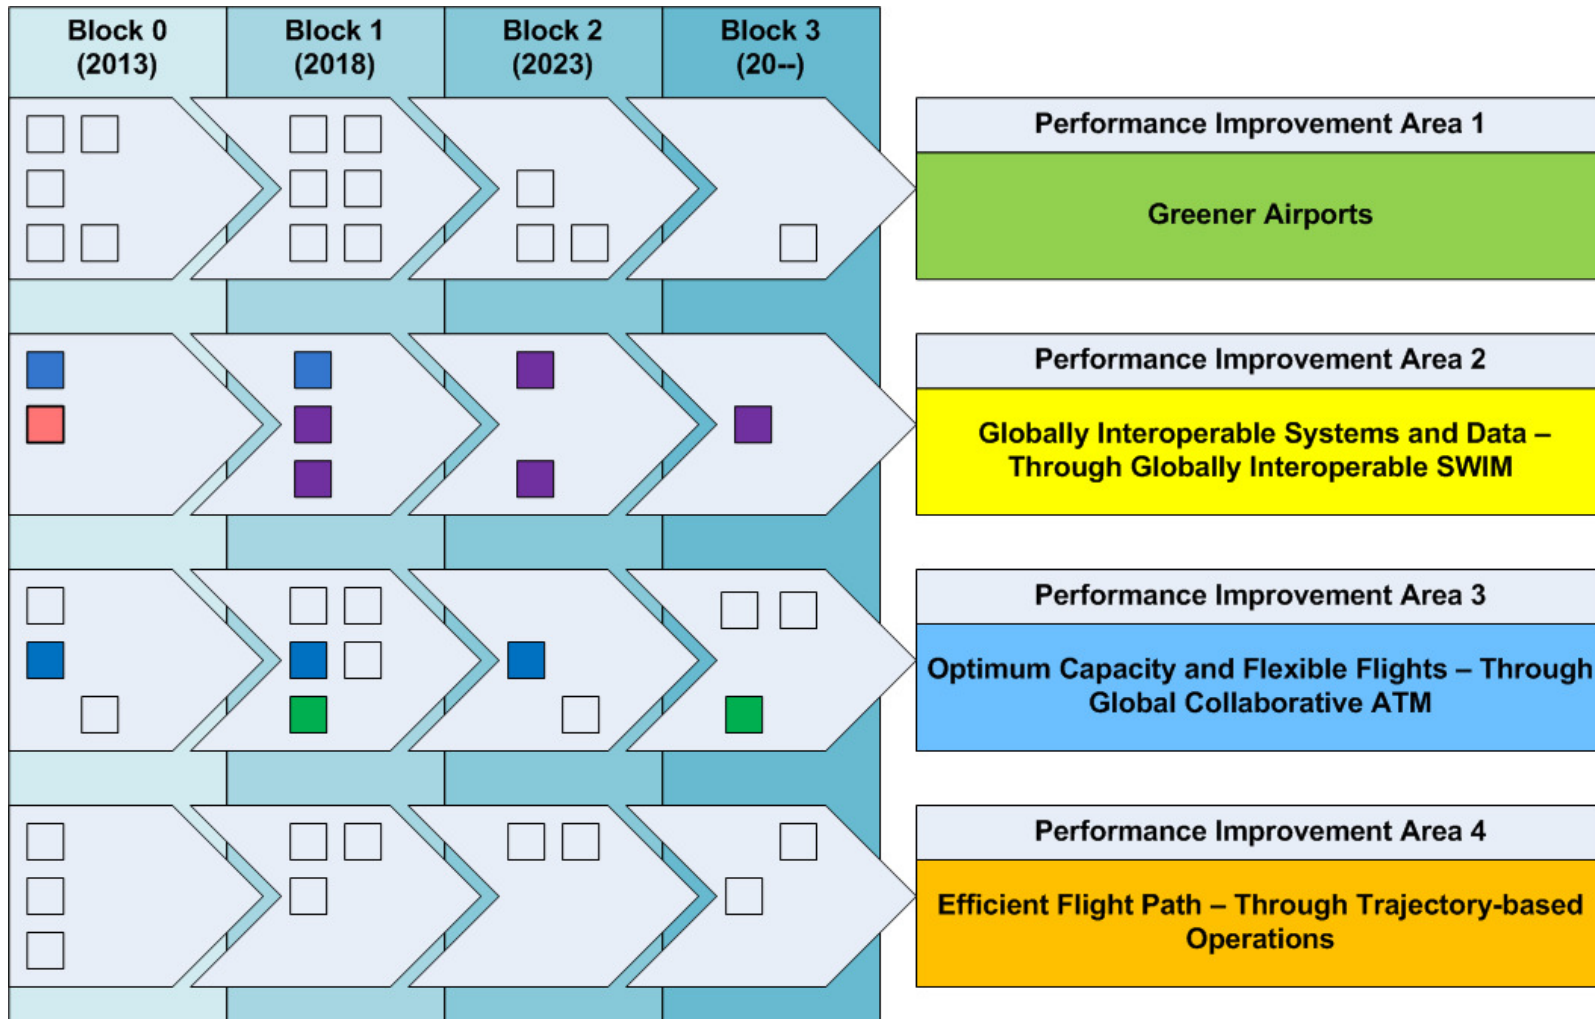 Block 0
(2013)
Block 1
(2018)
Block 2
(2023)
Block 3
(20--)
Performance Improvement Area 1
Greener Airports
Performance Improvement Area 2
Globally Interoperable Systems and Data –
Through Globally Interoperable SWIM
Performance Improvement Area 3
Optimum Capacity and Flexible Flights – Through
Global Collaborative ATM
Performance Improvement Area 4
Efficient Flight Path – Through Trajectory-based
Operations